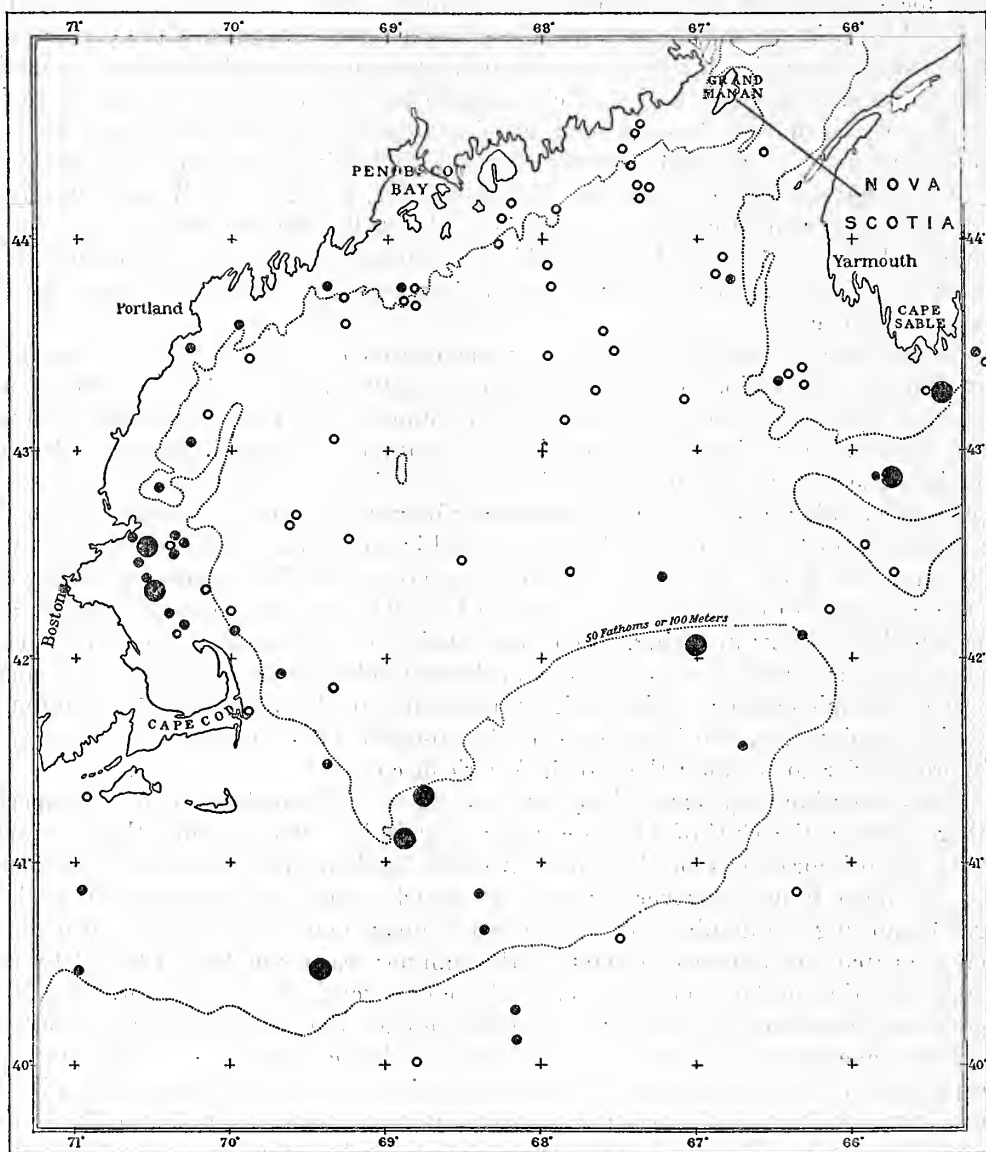 71° 70° 69° 68° 67° 66°
GRAND
MANAN
PENOBSCOT
BAY
NOVA
SCOTIA
44° 44°
Yarmouth
Portland
CAPE
SABLE
43° 43°
Boston
50 Fathoms or 100 Meters
42° 42°
CAPE COD
41° 41°
40° 40°
71° 70° 69° 68° 67° 66°